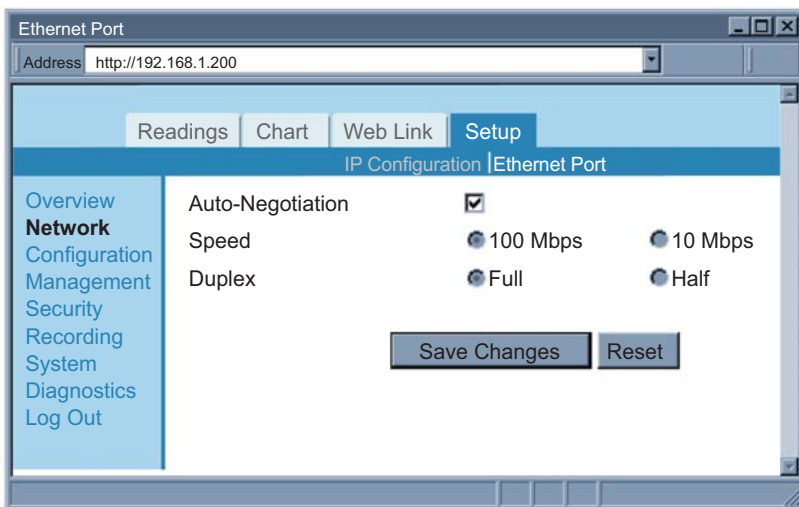 Ethernet Port
Address http://192.168.1.200
Readings Chart Web Link Setup
IP Configuration Ethernet Port
Overview
Network
Configuration
Management
Security
Recording
System
Diagnostics
Log Out
Auto-Negotiation
Speed 100 Mbps 10 Mbps
Duplex Full Half
Save Changes Reset